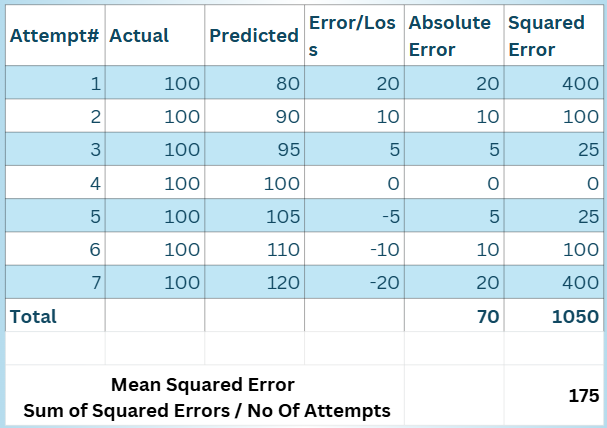 Attempt# Actual Predicted Error/Los Absolute Squared
s Error Error
1 100 80 20 20 400
2 100 90 10 10 100
3 100 95 5 5 25
4 100 100 0 0 0
5 100 105 -5 5 25
6 100 110 -10 10 100
7 100 120 -20 20 400
Total 70 1050
Mean Squared Error
Sum of Squared Errors / No Of Attempts 175